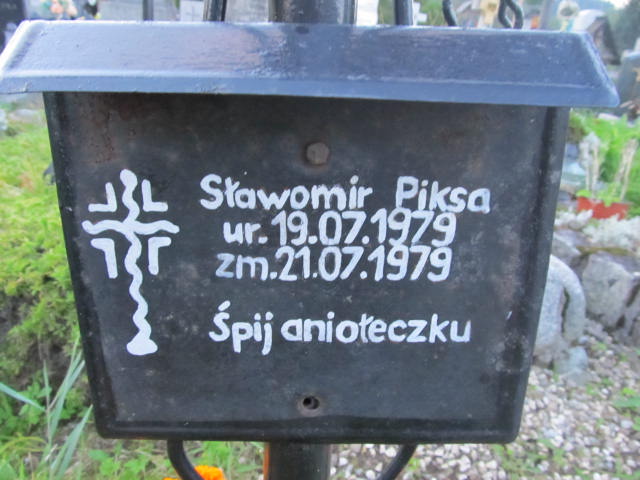 Sławomir Piksa
ur. 19.07.1979
zm.21.07.1979
Śpij aniołeczku